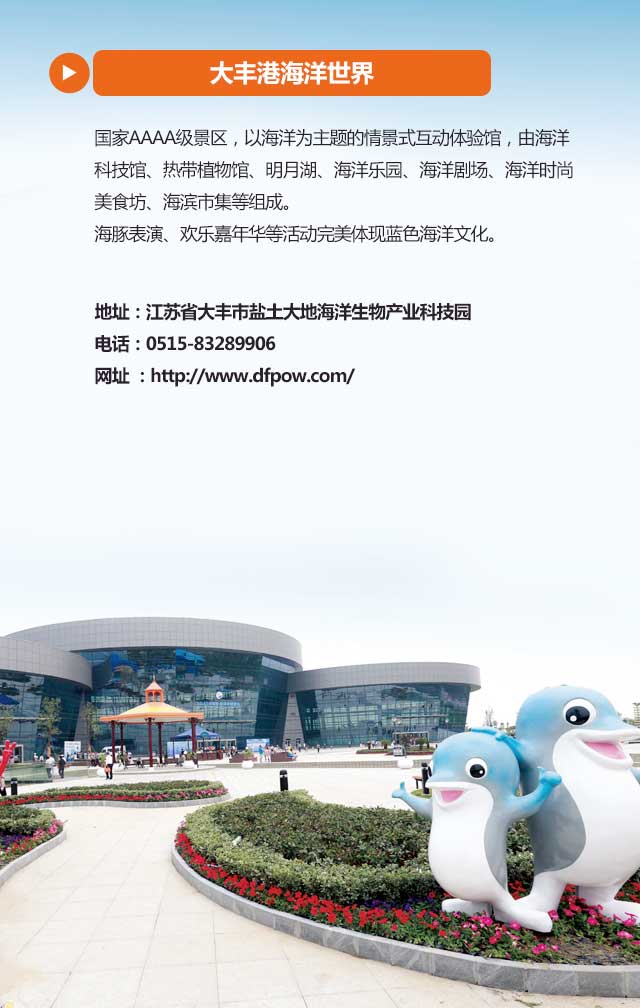 大丰港海洋世界
国家AAAA级景区，以海洋为主题的情景式互动体验馆，由海洋
科技馆、热带植物馆、明月湖、海洋乐园、海洋剧场、海洋时尚
美食坊、海滨市集等组成。
海豚表演、欢乐嘉年华等活动完美体现蓝色海洋文化。
地址：江苏省大丰市盐土大地海洋生物产业科技园
电话：0515-83289906
网址 ：http://www.dfpow.com/